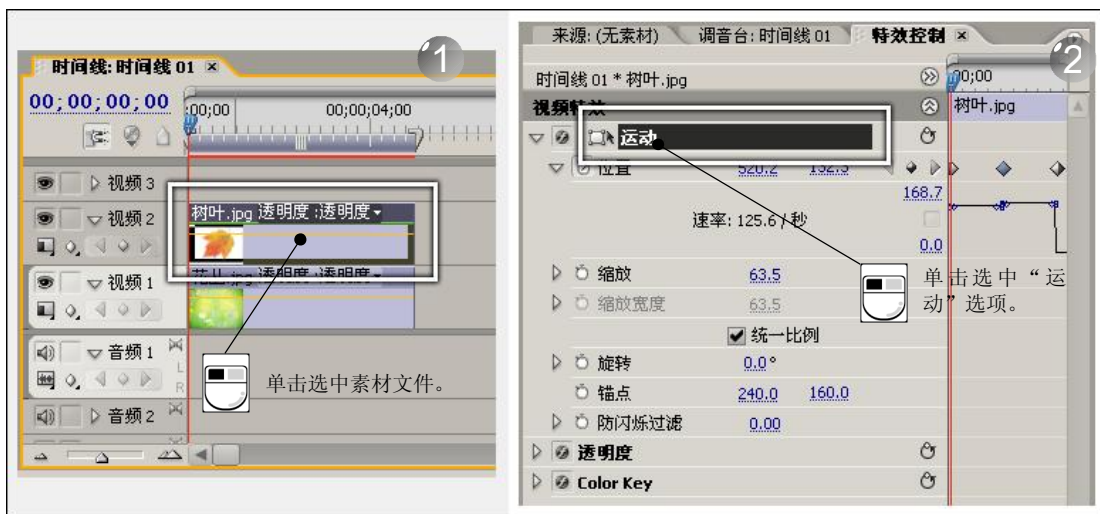 1
时间线: 时间线 01 ×
00;00;00;00
:00;00 00;00;04;00
视频 3
树叶.jpg 透明度:透明度
视频 2
花丛.jpg 透明度:透明度
视频 1
音频 1
L
R
单击选中素材文件。
音频 2
来源: (无素材) 调音台: 时间线 01 特效控制 ×
2
时间线 01 * 树叶.jpg 00;00
视频特效 树叶.jpg
运动
位置 520.2 132.3
168.7
速率: 125.6 / 秒
0.0
缩放 63.5
单击选中“运
动”选项。
缩放宽度 63.5
统一比例
旋转 0.0°
锚点 240.0 160.0
防闪烁过滤 0.00
透明度
Color Key